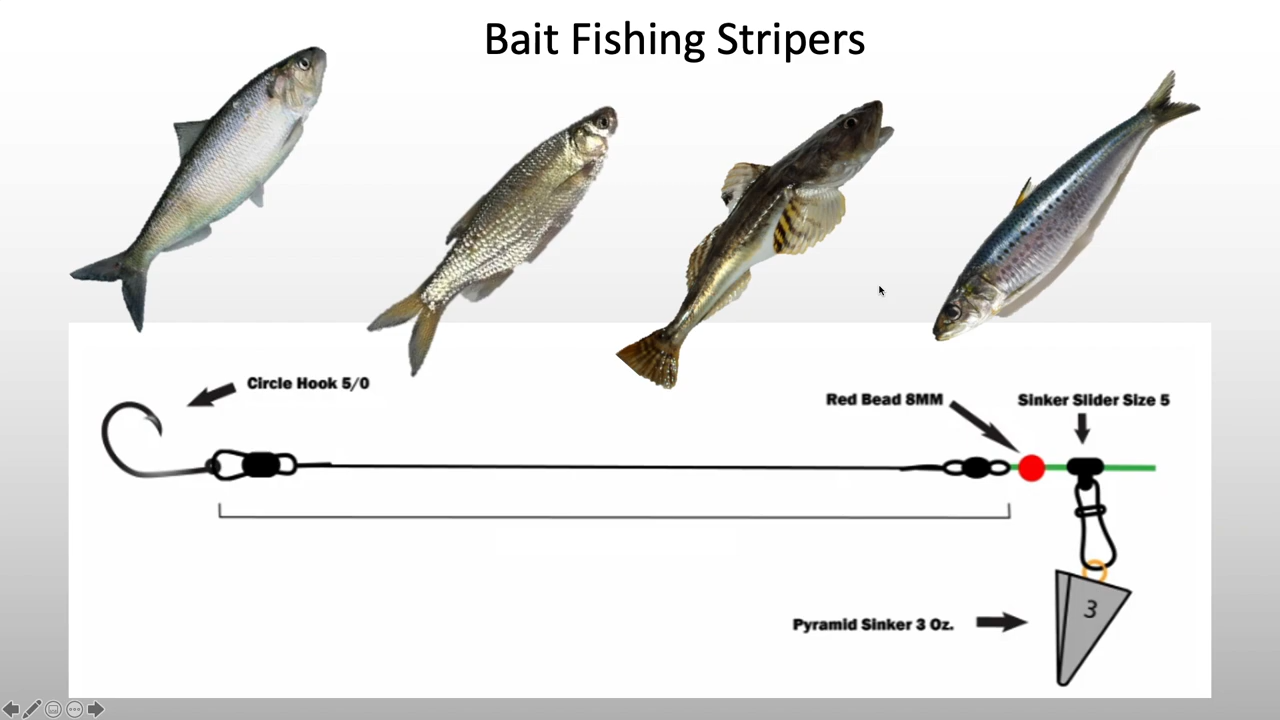 Bait Fishing Stripers
Circle Hook 5/0
Red Bead 8MM
Sinker Slider Size 5
3
Pyramid Sinker 3 Oz.